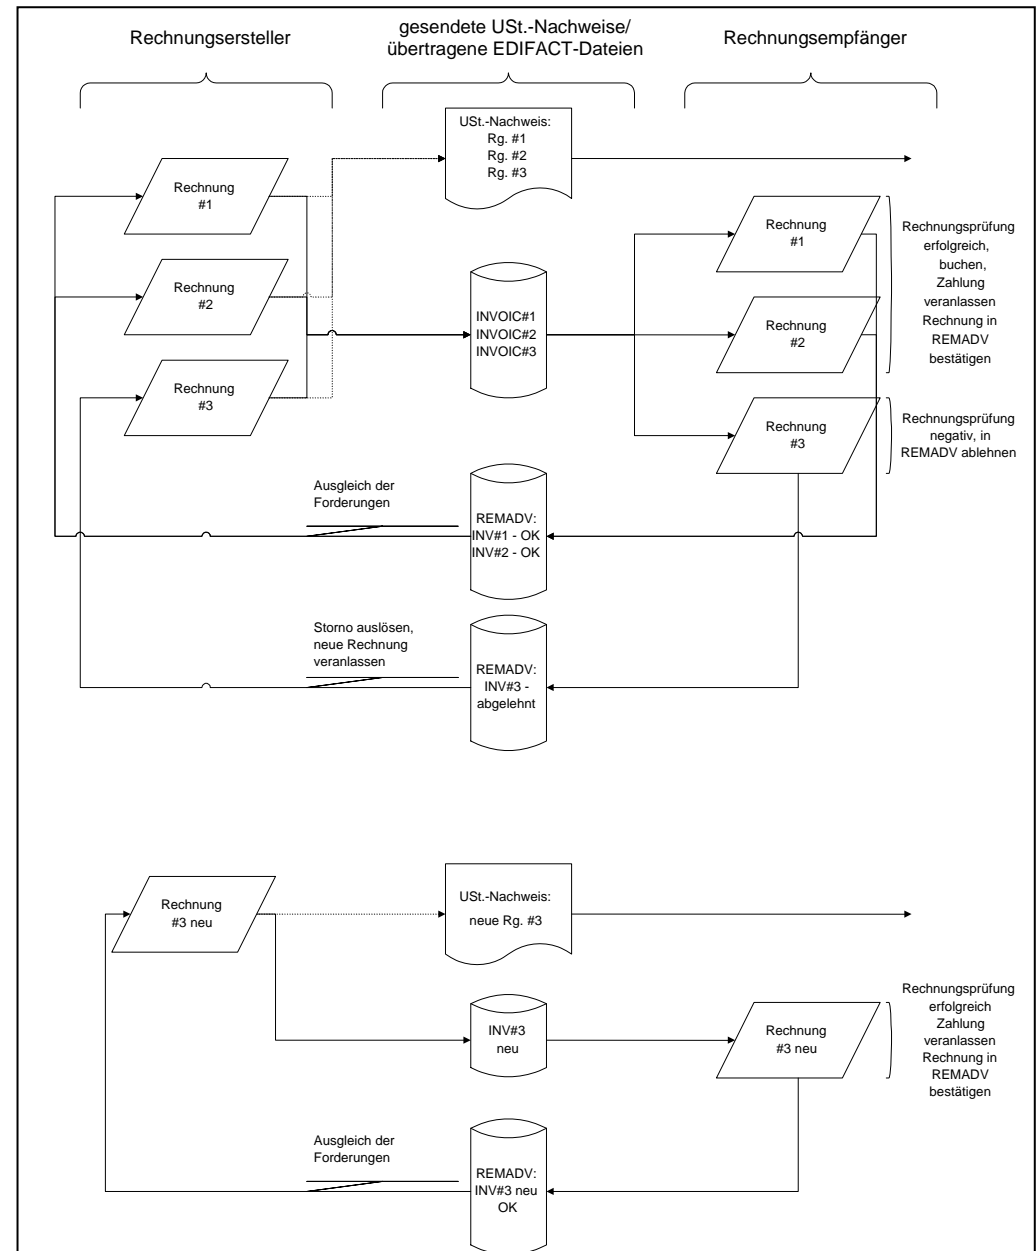 Rechnungsersteller
gesendete USt.-Nachweise/
übertragene EDIFACT-Dateien
Rechnungsempfänger
USt.-Nachweis:
Rg. #1
Rg. #2
Rg. #3
Rechnung
#1
Rechnung
#2
Rechnung
#3
INVOIC#1
INVOIC#2
INVOIC#3
Rechnung
#1
Rechnung
#2
Rechnung
#3
Rechnungsprüfung
erfolgreich,
buchen,
Zahlung
veranlassen
Rechnung in
REMADV
bestätigen
Rechnungsprüfung
negativ, in
REMADV ablehnen
Ausgleich der
Forderungen
REMADV:
INV#1 - OK
INV#2 - OK
Storno auslösen,
neue Rechnung
veranlassen
REMADV:
INV#3 -
abgelehnt
Rechnung
#3 neu
USt.-Nachweis:
neue Rg. #3
INV#3
neu
Rechnung
#3 neu
Rechnungsprüfung
erfolgreich
Zahlung
veranlassen
Rechnung in
REMADV
bestätigen
Ausgleich der
Forderungen
REMADV:
INV#3 neu
OK